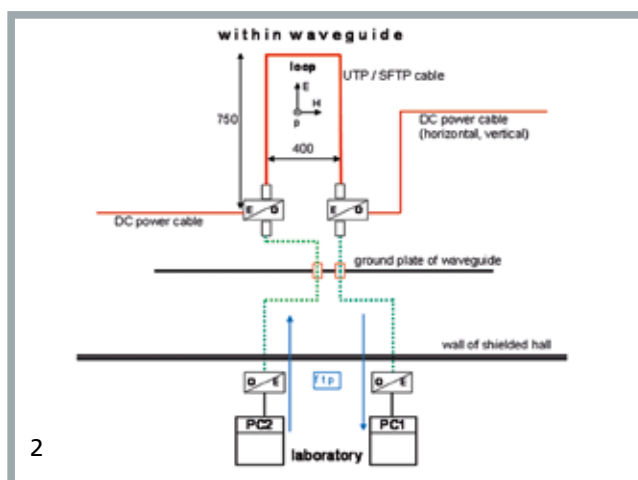 within waveguide
loop
UTP / SFTP cable
E
H
P
750
400
DC power cable
(horizontal, vertical)
E O
E O
DC power cable
ground plate of waveguide
wall of shielded hall
O E
ftp
O E
PC2
PC1
laboratory
2